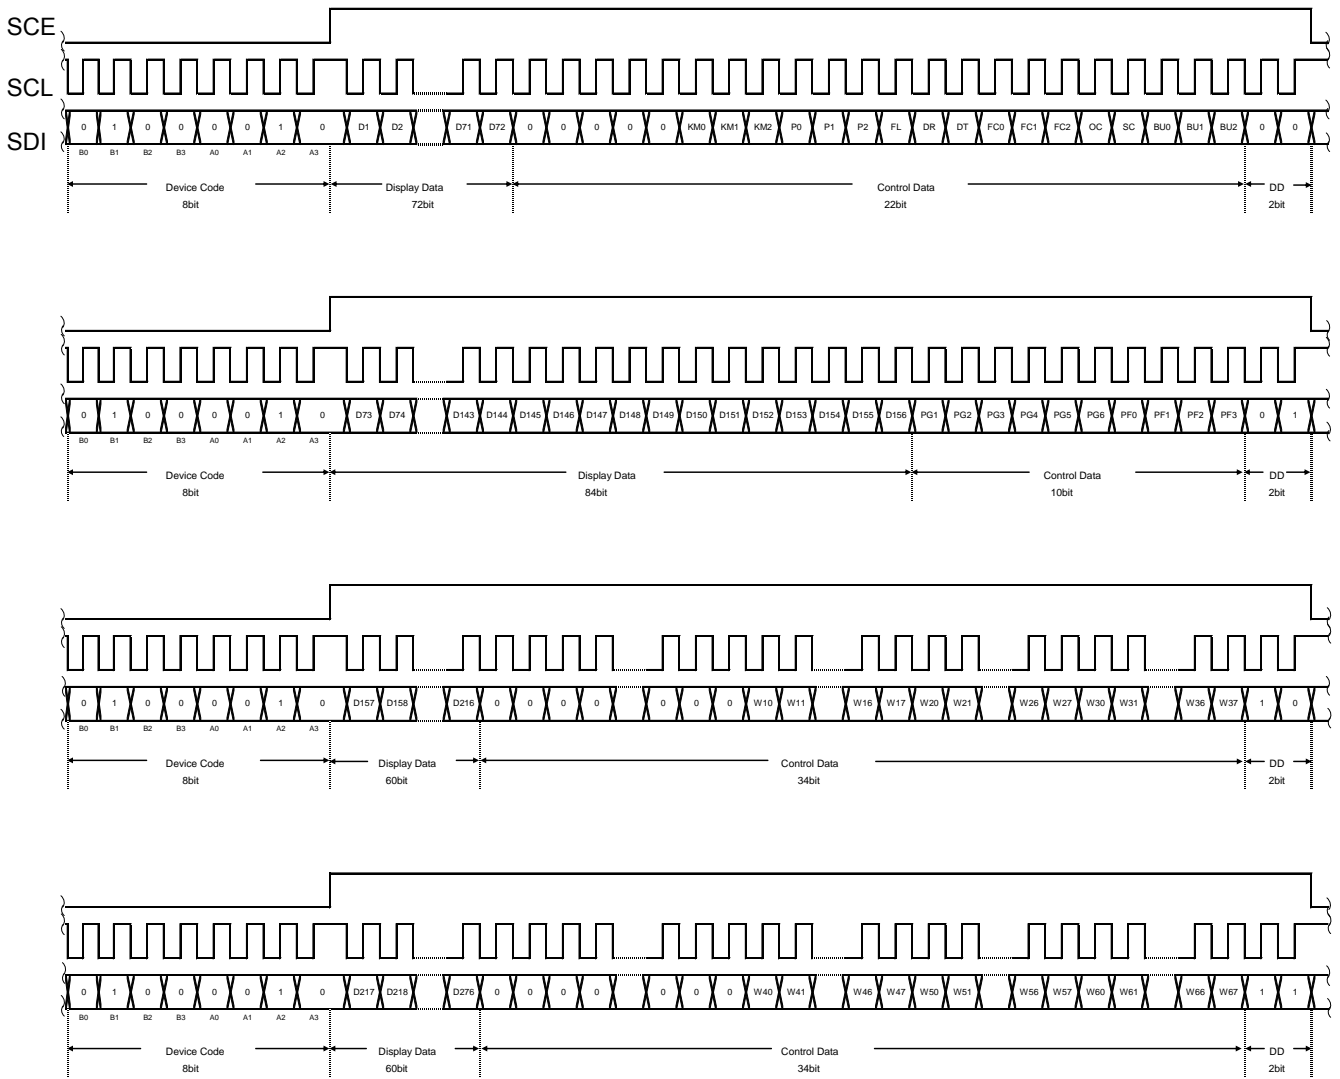 SCE
SCL
SDI
0 1 0 0 0 0 1 0 D1 D2 D71 D72 0 0 0 0 0 KM0 KM1 KM2 P0 P1 P2 FL DR DT FC0 FC1 FC2 OC SC BU0 BU1 BU2 0 0
B0 B1 B2 B3 A0 A1 A2 A3
Device Code Display Data Control Data DD
8bit 72bit 22bit 2bit
0 1 0 0 0 0 1 0 D73 D74 D143 D144 D145 D146 D147 D148 D149 D150 D151 D152 D153 D154 D155 D156 PG1 PG2 PG3 PG4 PG5 PG6 PF0 PF1 PF2 PF3 0 1
B0 B1 B2 B3 A0 A1 A2 A3
Device Code Display Data Control Data DD
8bit 84bit 10bit 2bit
0 1 0 0 0 0 1 0 D157 D158 D216 0 0 0 0 0 0 0 W10 W11 W16 W17 W20 W21 W26 W27 W30 W31 W36 W37 1 0
B0 B1 B2 B3 A0 A1 A2 A3
Device Code Display Data Control Data DD
8bit 60bit 34bit 2bit
0 1 0 0 0 0 1 0 D217 D218 D276 0 0 0 0 0 0 0 W40 W41 W46 W47 W50 W51 W56 W57 W60 W61 W66 W67 1 1
B0 B1 B2 B3 A0 A1 A2 A3
Device Code Display Data Control Data DD
8bit 60bit 34bit 2bit